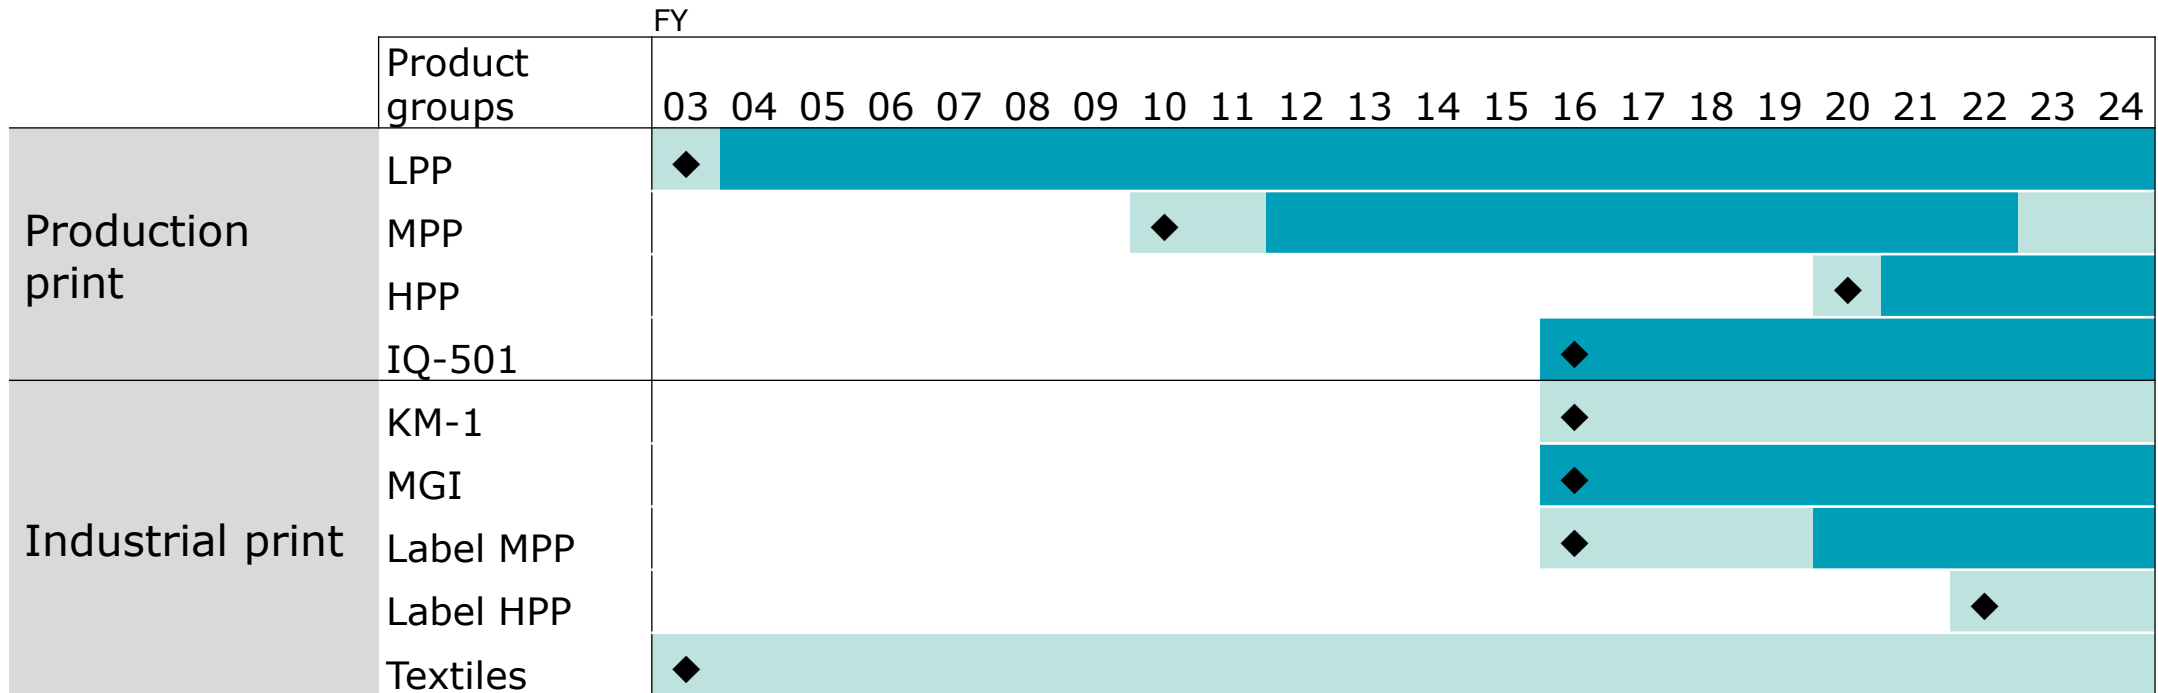 FY
Product
groups
03 04 05 06 07 08 09 10 11 12 13 14 15 16 17 18 19 20 21 22 23 24
Production
print
LPP
MPP
HPP
IQ-501
Industrial print
KM-1
MGI
Label MPP
Label HPP
Textiles